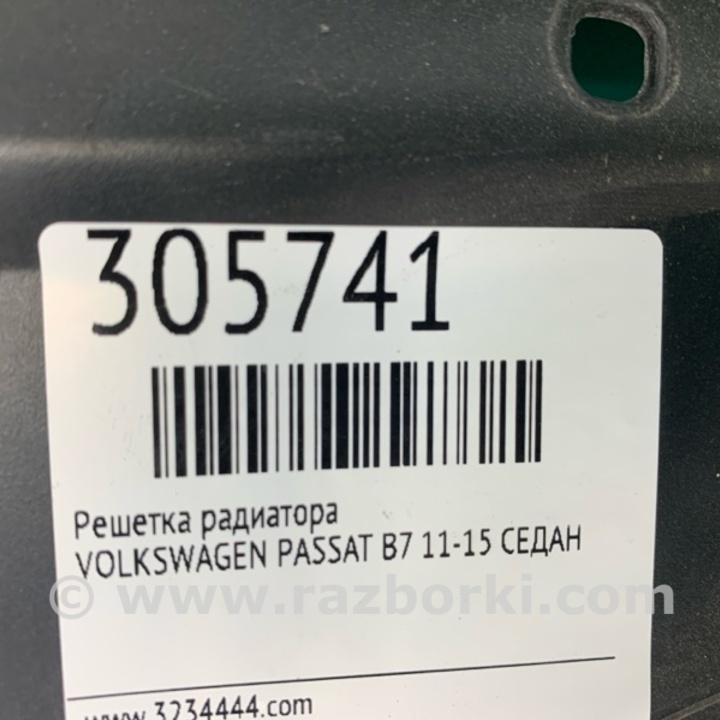 305741
Решетка радиатора
VOLKSWAGEN PASSAT B7 11-15 СЕДАН
© www.razborki.com
www.3234444.com